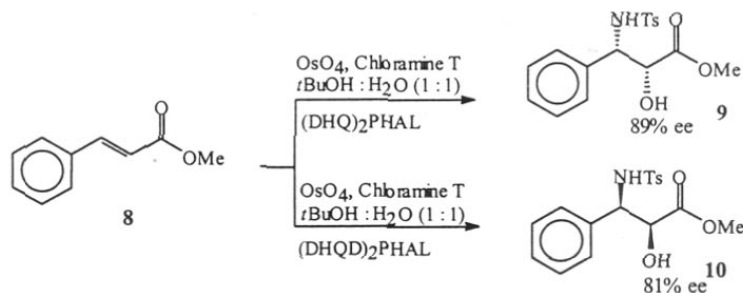 NHTs
O
OMe
OH
9
89% ee
OsO4, Chloramine T
tBuOH : H2O (1 : 1)
(DHQ)2PHAL
O
OMe
8
OsO4, Chloramine T
tBuOH : H2O (1 : 1)
(DHQD)2PHAL
NHTs
O
OMe
OH
10
81% ee